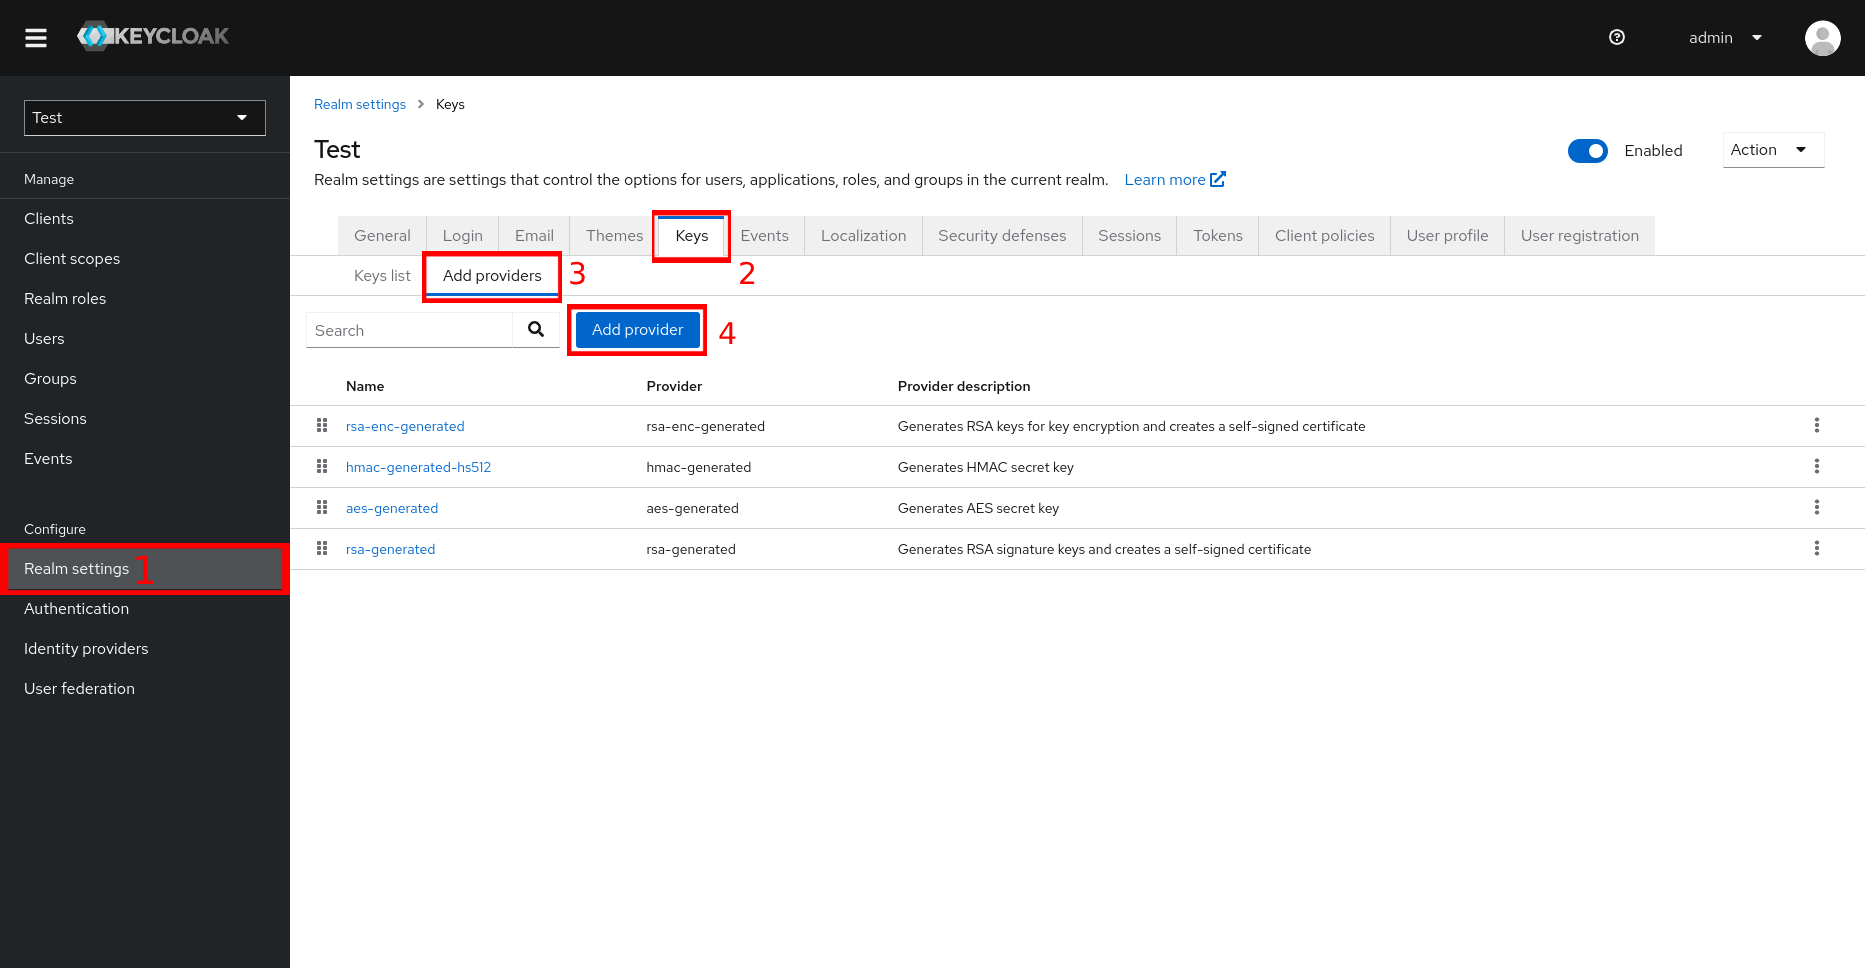 KEYCLOAK
admin
Test
Manage
Clients
Client scopes
Realm roles
Users
Groups
Sessions
Events
Configure
Realm settings 1
Authentication
Identity providers
User federation
Realm settings > Keys
Test
Enabled
Action
Realm settings are settings that control the options for users, applications, roles, and groups in the current realm. Learn more
General Login Email Themes Keys Events Localization Security defenses Sessions Tokens Client policies User profile User registration
2
Keys list Add providers 3
Search Add provider 4
Name Provider Provider description
rsa-enc-generated rsa-enc-generated Generates RSA keys for key encryption and creates a self-signed certificate
hmac-generated-hs512 hmac-generated Generates HMAC secret key
aes-generated aes-generated Generates AES secret key
rsa-generated rsa-generated Generates RSA signature keys and creates a self-signed certificate